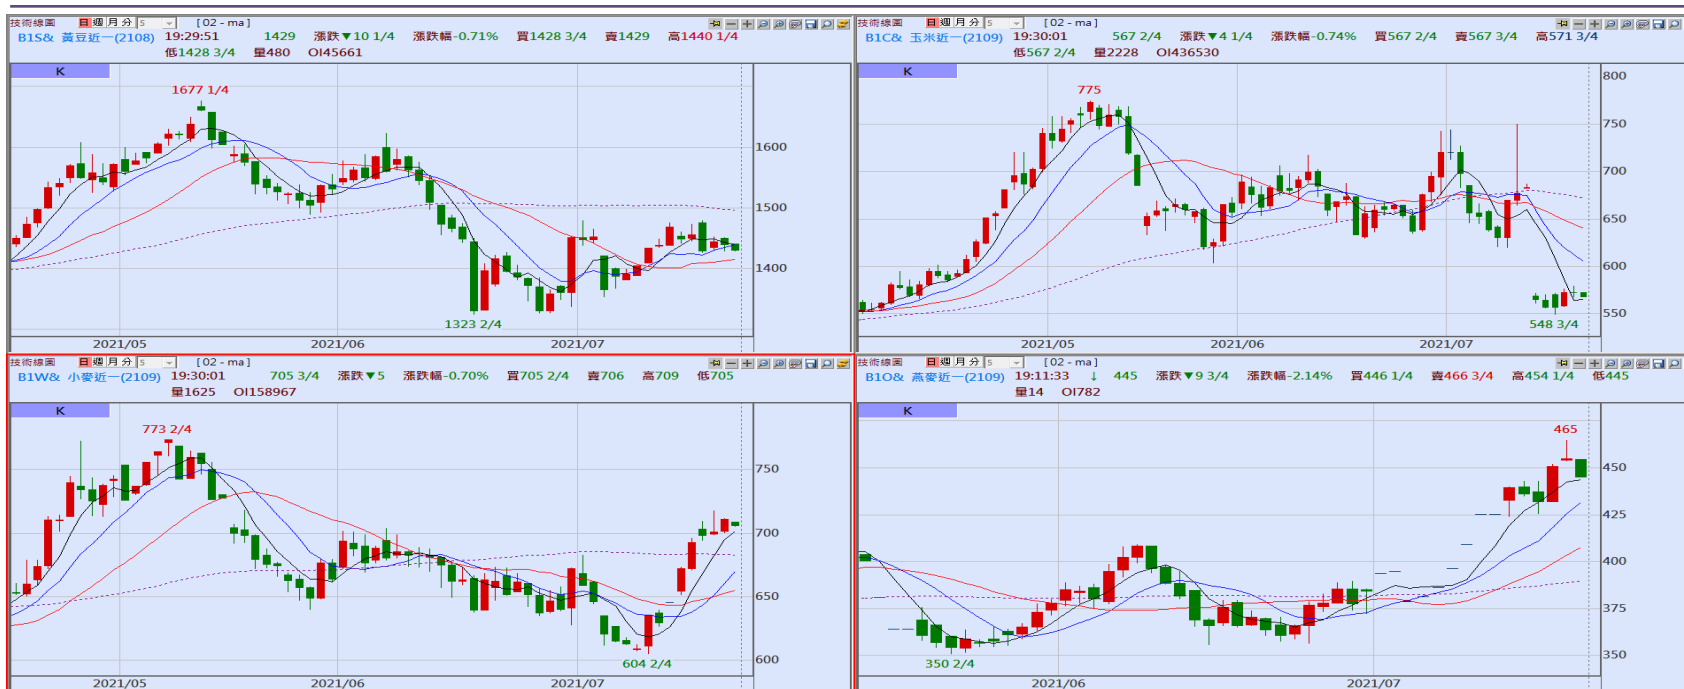 技術線圖 日 週 月 分 5 [ 02 - ma ]
B1S& 黃豆近一(2108) 19:29:51 1429 漲跌▼10 1/4 漲跌幅-0.71% 買1428 3/4 賣1429 高1440 1/4
低1428 3/4 量480 OI45661
K
1677 1/4
1600
1500
1400
1323 2/4
2021/05 2021/06 2021/07
技術線圖 日 週 月 分 5 [ 02 - ma ]
B1C& 玉米近一(2109) 19:30:01 567 2/4 漲跌▼4 1/4 漲跌幅-0.74% 買567 2/4 賣567 3/4 高571 3/4
低567 2/4 量2228 OI436530
K
800
775
750
700
650
600
550
548 3/4
2021/05 2021/06 2021/07
技術線圖 日 週 月 分 5 [ 02 - ma ]
B1W& 小麥近一(2109) 19:30:01 705 3/4 漲跌▼5 漲跌幅-0.70% 買705 2/4 賣706 高709 低705
量1625 OI158967
K
773 2/4
750
700
650
604 2/4
600
2021/05 2021/06 2021/07
技術線圖 日 週 月 分 5 [ 02 - ma ]
B1O& 燕麥近一(2109) 19:11:33 ↓ 445 漲跌▼9 3/4 漲跌幅-2.14% 買446 1/4 賣466 3/4 高454 1/4 低445
量14 OI782
K
465
450
425
400
375
350 2/4
350
2021/06 2021/07